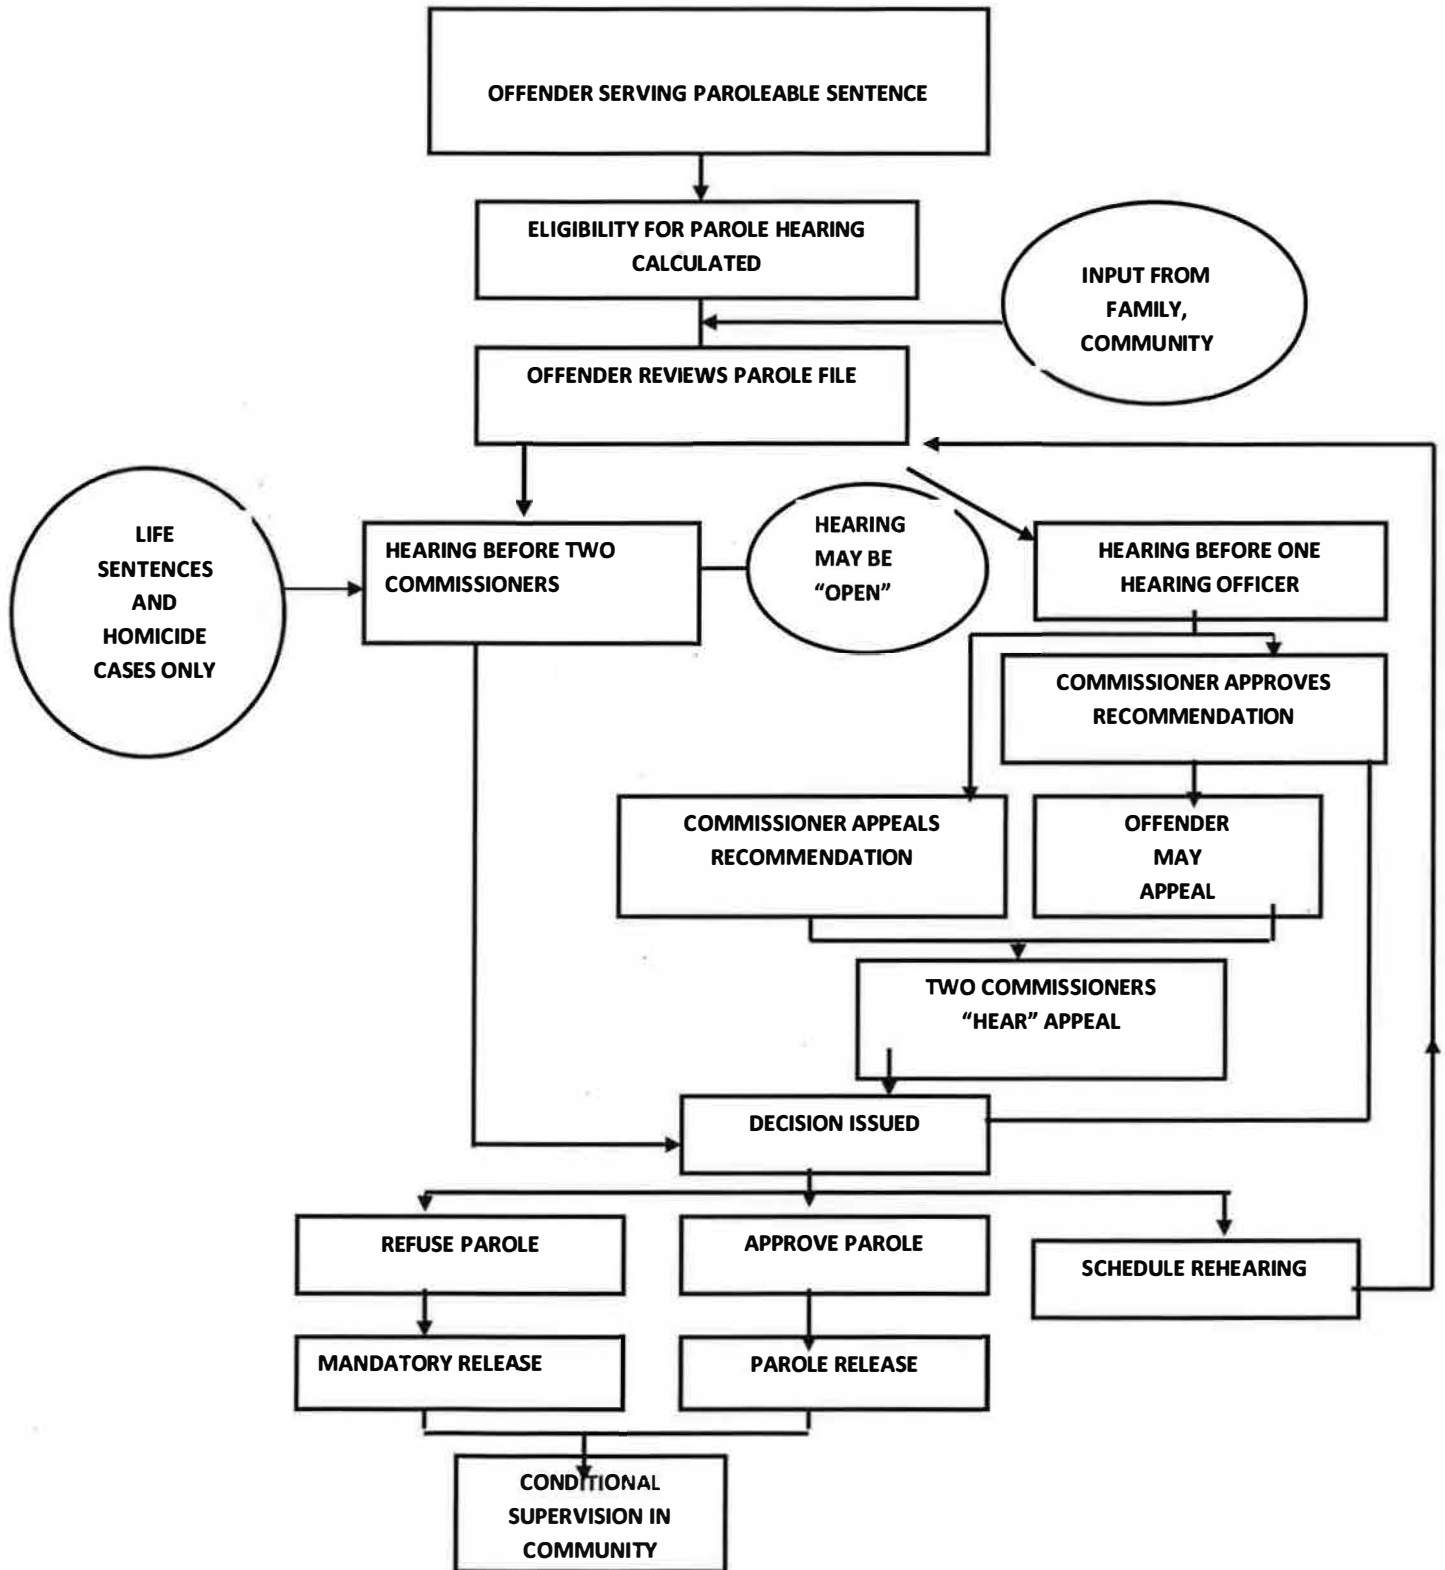 OFFENDER SERVING PAROLEABLE SENTENCE
ELIGIBILITY FOR PAROLE HEARING
CALCULATED
INPUT FROM
FAMILY,
COMMUNITY
OFFENDER REVIEWS PAROLE FILE
LIFE
SENTENCES
AND
HOMICIDE
CASES ONLY
HEARING BEFORE TWO
COMMISSIONERS
HEARING
MAY BE
“OPEN”
HEARING BEFORE ONE
HEARING OFFICER
COMMISSIONER APPROVES
RECOMMENDATION
COMMISSIONER APPEALS
RECOMMENDATION
OFFENDER
MAY
APPEAL
TWO COMMISSIONERS
“HEAR” APPEAL
DECISION ISSUED
REFUSE PAROLE
APPROVE PAROLE
SCHEDULE REHEARING
MANDATORY RELEASE
PAROLE RELEASE
CONDITIONAL
SUPERVISION IN
COMMUNITY